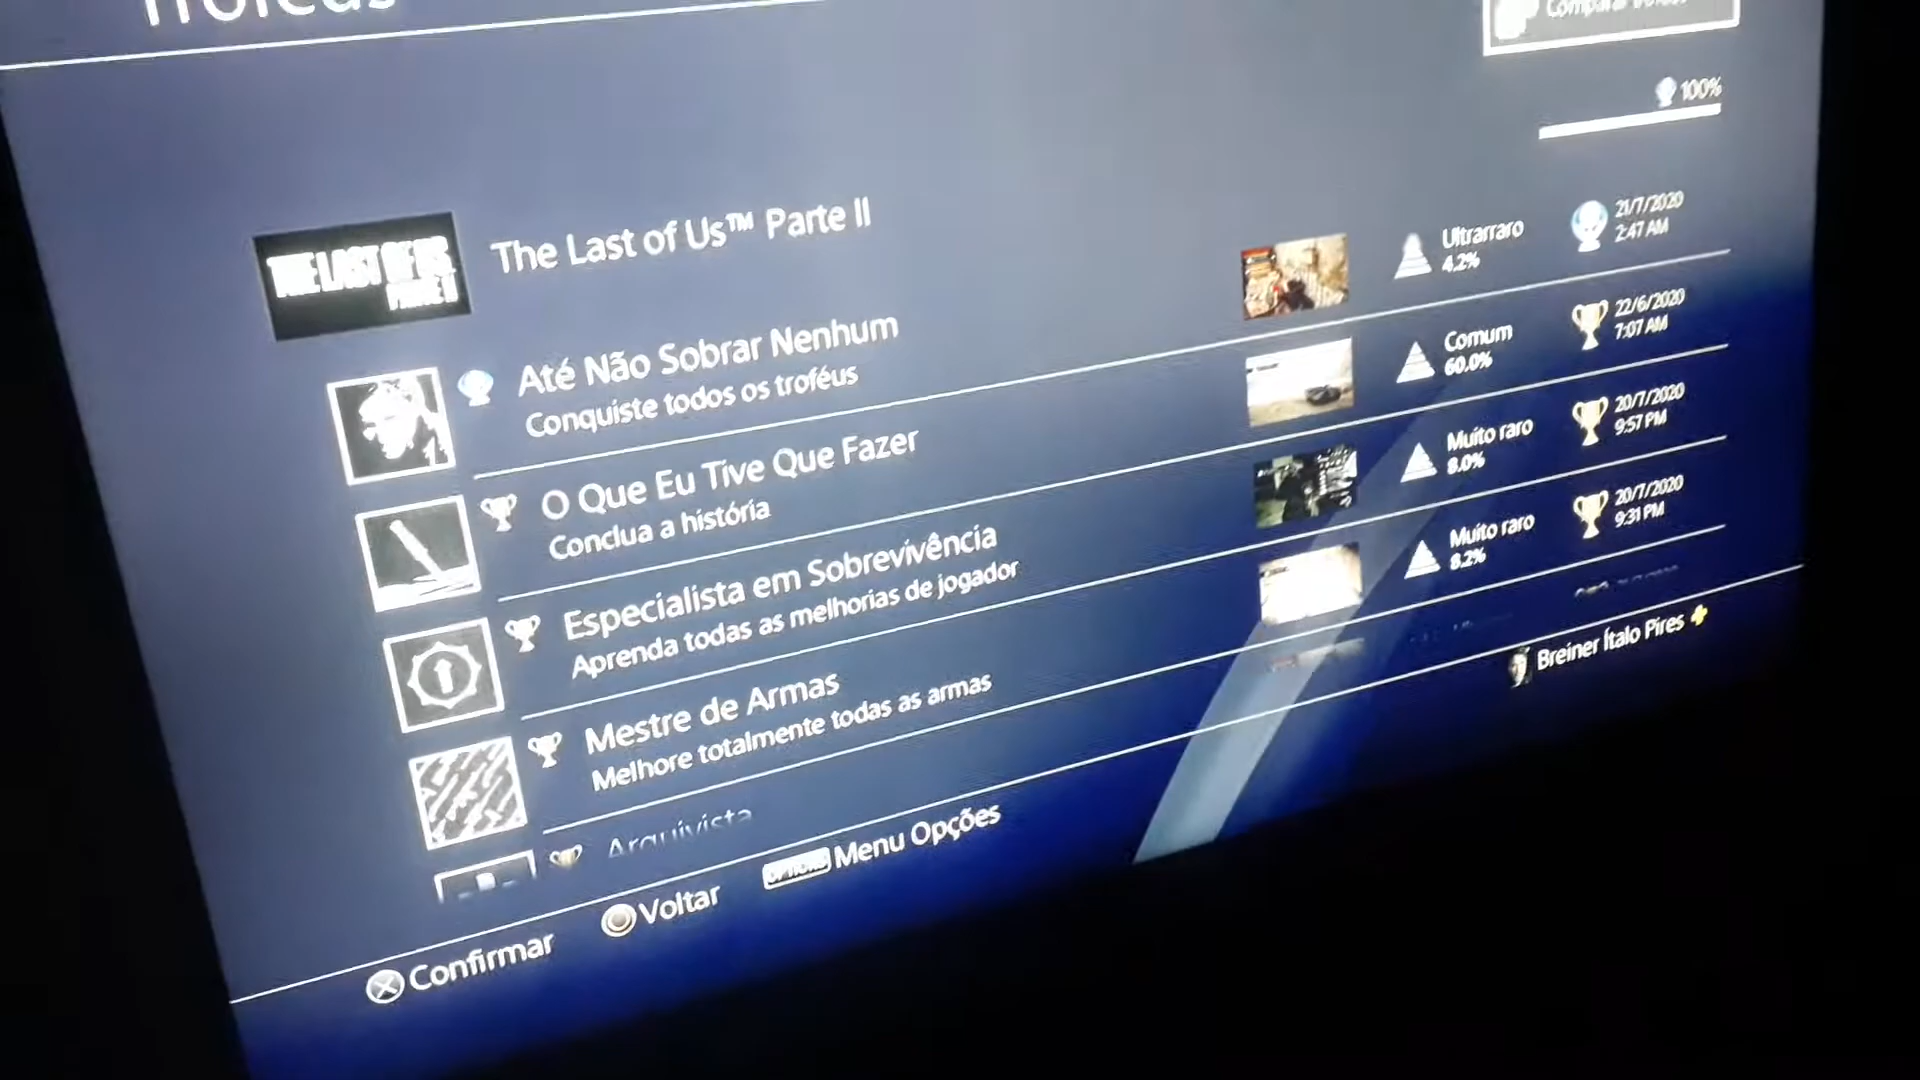 Troféus
Comparar troféus
100%
THE LAST OF US
PARTE II
The Last of Us™ Parte II
Até Não Sobrar Nenhum
Conquiste todos os troféus
Ultrarraro
4.2%
21/7/2020
2:47 AM
O Que Eu Tive Que Fazer
Conclua a história
Comum
60.0%
22/6/2020
7:07 AM
Especialista em Sobrevivência
Aprenda todas as melhorias de jogador
Muito raro
8.0%
20/7/2020
9:57 PM
Mestre de Armas
Melhore totalmente todas as armas
Muito raro
8.2%
20/7/2020
9:31 PM
Arquivista
Breiner Ítalo Pires
Confirmar
Voltar
OPTIONS Menu Opções